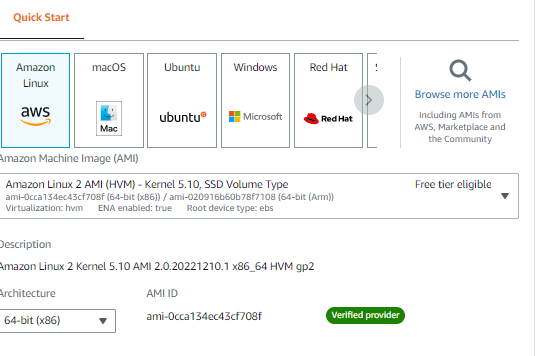 Quick Start
Amazon
Linux
aws
macOS
Mac
Ubuntu
ubuntu
Windows
Microsoft
Red Hat
Red Hat
S
Browse more AMIs
Including AMIs from
AWS, Marketplace and
the Community
Amazon Machine Image (AMI)
Amazon Linux 2 AMI (HVM) - Kernel 5.10, SSD Volume Type
Free tier eligible
ami-0cca134ec43cf708f (64-bit (x86)) / ami-020916b60b78f7108 (64-bit (Arm))
Virtualization: hvm ENA enabled: true Root device type: ebs
Description
Amazon Linux 2 Kernel 5.10 AMI 2.0.20221210.1 x86_64 HVM gp2
Architecture
AMI ID
64-bit (x86)
ami-0cca134ec43cf708f
Verified provider